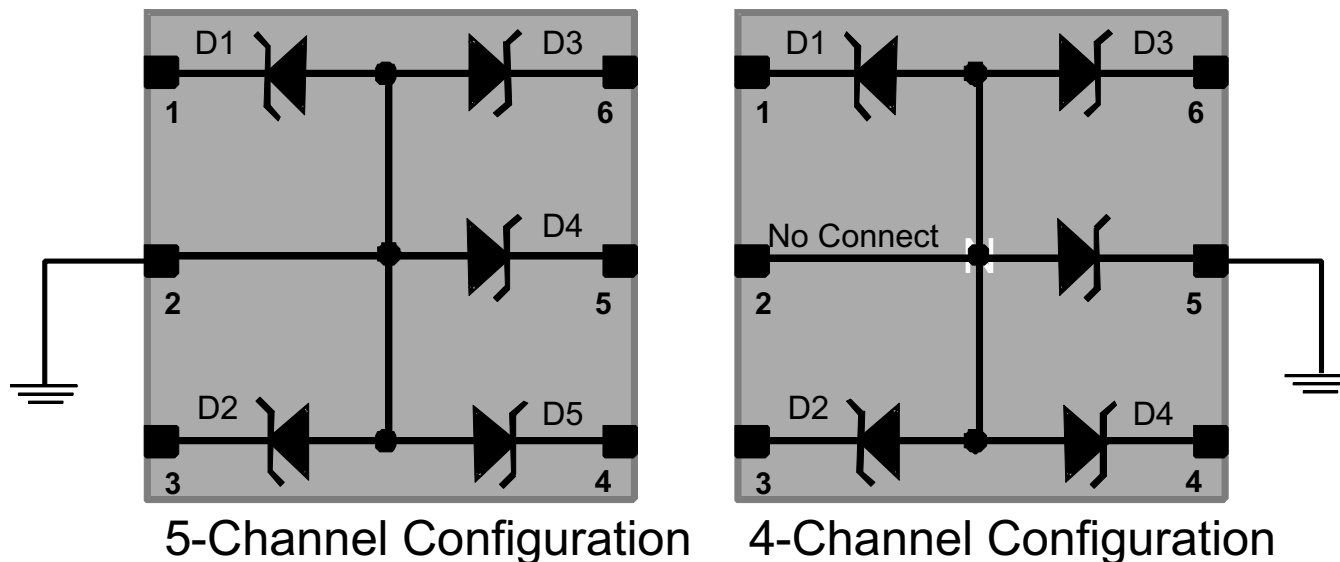 D1 D3
1 6
D4
2 5
D2 D5
3 4
5-Channel Configuration
D1 D3
1 6
No Connect
N
2 5
D2 D4
3 4
4-Channel Configuration